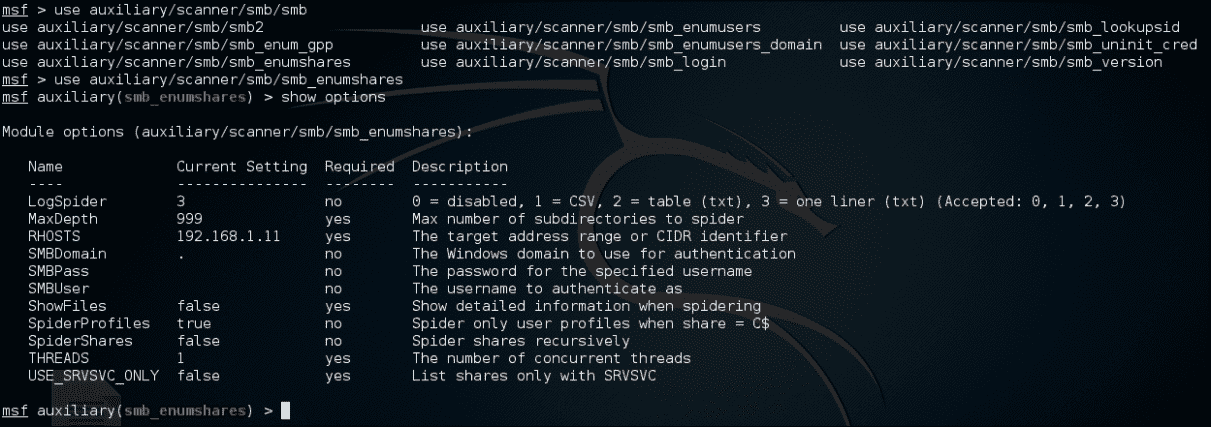 msf > use auxiliary/scanner/smb/smb
use auxiliary/scanner/smb/smb2 use auxiliary/scanner/smb/smb_enumusers use auxiliary/scanner/smb/smb_lookupsid
use auxiliary/scanner/smb/smb_enum_gpp use auxiliary/scanner/smb/smb_enumusers_domain use auxiliary/scanner/smb/smb_uninit_cred
use auxiliary/scanner/smb/smb_enumshares use auxiliary/scanner/smb/smb_login use auxiliary/scanner/smb/smb_version
msf > use auxiliary/scanner/smb/smb_enumshares
msf auxiliary(smb_enumshares) > show options
Module options (auxiliary/scanner/smb/smb_enumshares):
Name Current Setting Required Description
---- --------------- -------- -----------
LogSpider 3 no 0 = disabled, 1 = CSV, 2 = table (txt), 3 = one liner (txt) (Accepted: 0, 1, 2, 3)
MaxDepth 999 yes Max number of subdirectories to spider
RHOSTS 192.168.1.11 yes The target address range or CIDR identifier
SMBDomain . no The Windows domain to use for authentication
SMBPass no The password for the specified username
SMBUser no The username to authenticate as
ShowFiles false yes Show detailed information when spidering
SpiderProfiles true no Spider only user profiles when share = C$
SpiderShares false no Spider shares recursively
THREADS 1 yes The number of concurrent threads
USE_SRVSVC_ONLY false yes List shares only with SRVSVC
msf auxiliary(smb_enumshares) >